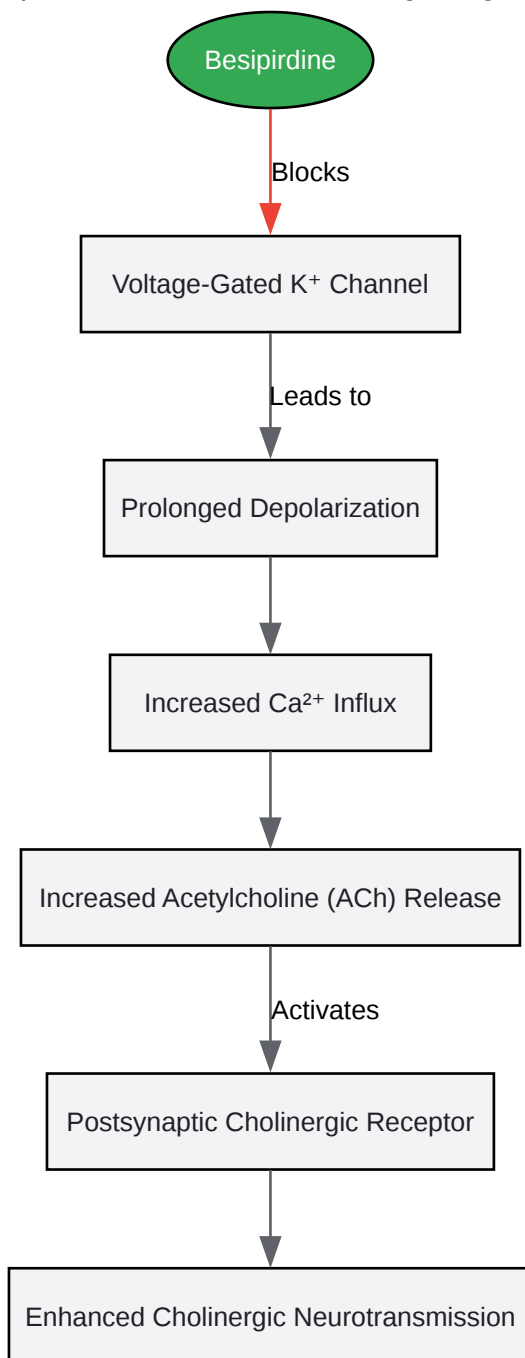 Besipirdine
Blocks
Voltage-Gated K⁺ Channel
Leads to
Prolonged Depolarization
Increased Ca²⁺ Influx
Increased Acetylcholine (ACh) Release
Activates
Postsynaptic Cholinergic Receptor
Enhanced Cholinergic Neurotransmission